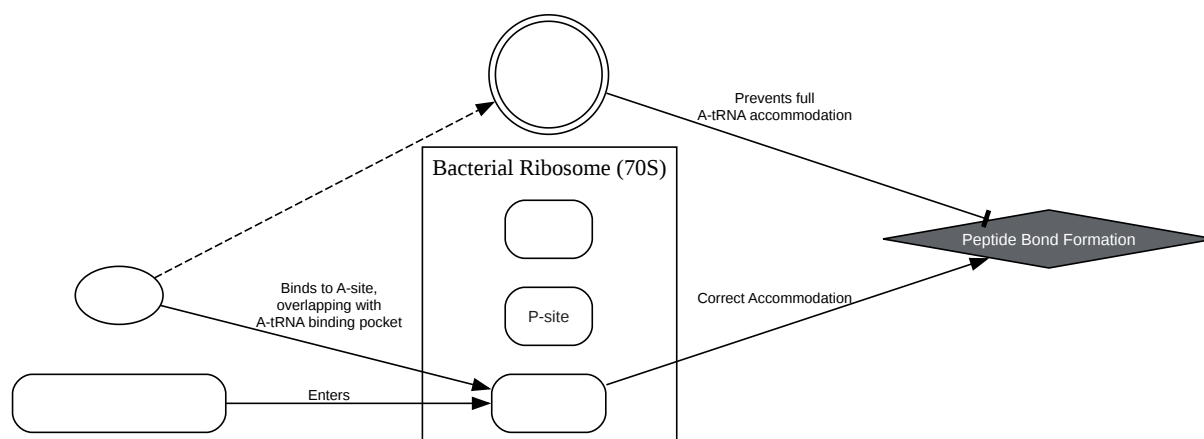 Prevents full
A-tRNA accommodation
Bacterial Ribosome (70S)
Peptide Bond Formation
Binds to A-site,
overlapping with
A-tRNA binding pocket
P-site
Correct Accommodation
Enters